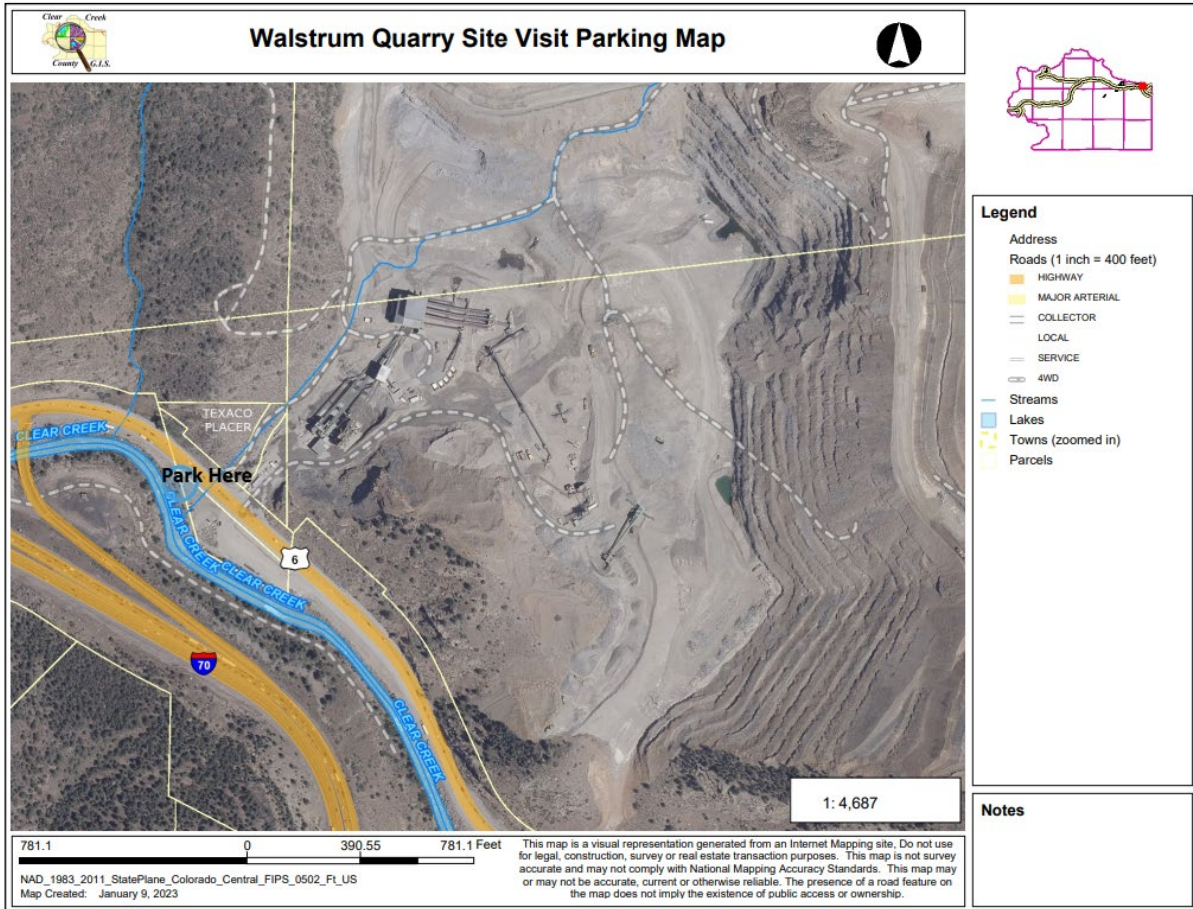 Clear Creek
County G.I.S.
Walstrum Quarry Site Visit Parking Map
TEXACO
PLACER
CLEAR CREEK
Park Here
CLEAR CREEK
CLEAR CREEK
6
70
CLEAR CREEK
1: 4,687
Legend
Address
Roads (1 inch = 400 feet)
HIGHWAY
MAJOR ARTERIAL
COLLECTOR
LOCAL
SERVICE
4WD
Streams
Lakes
Towns (zoomed in)
Parcels
Notes
781.1 0 390.55 781.1 Feet
NAD_1983_2011_StatePlane_Colorado_Central_FIPS_0502_Ft_US
Map Created: January 9, 2023
This map is a visual representation generated from an Internet Mapping site, Do not use
for legal, construction, survey or real estate transaction purposes. This map is not survey
accurate and may not comply with National Mapping Accuracy Standards. This map may
or may not be accurate, current or otherwise reliable. The presence of a road feature on
the map does not imply the existence of public access or ownership.